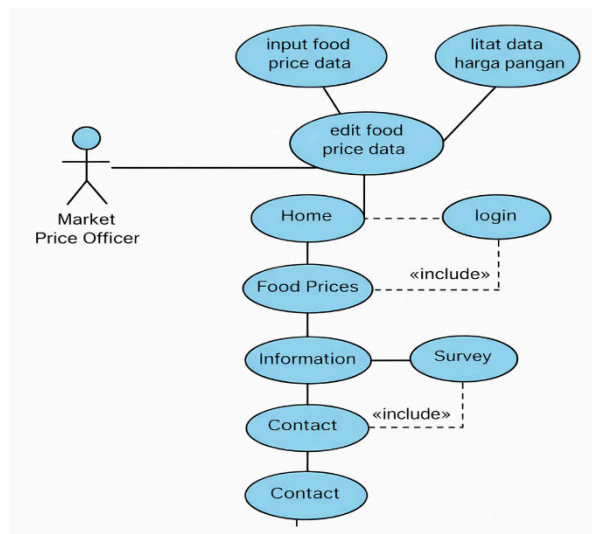 input food
price data
litat data
harga pangan
edit food
price data
Market
Price Officer
Home
login
«include»
Food Prices
Information
Survey
«include»
Contact
Contact